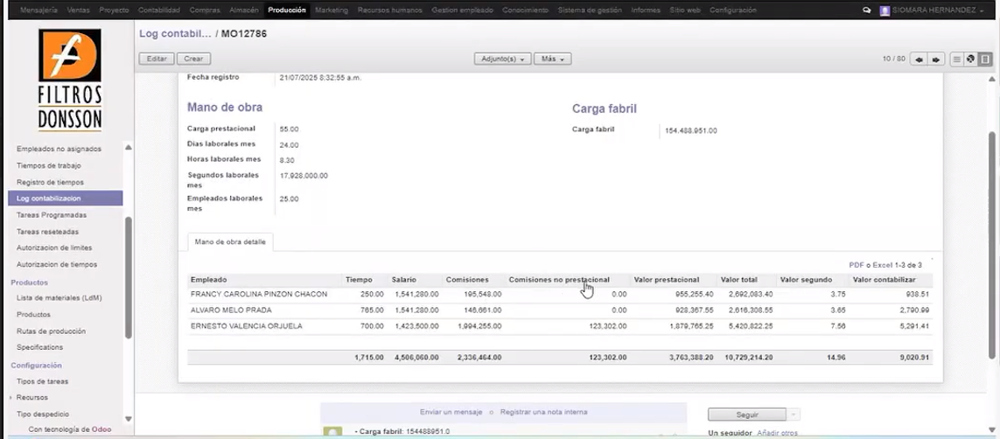 Mensajería Ventas Proyecto Contabilidad Compras Almacén Producción Marketing Recursos humanos Gestion empleado Conocimiento Sistema de gestión Informes Sitio web Configuración SIOMARA HERNANDEZ
Log contabil... / MO12786
Editar Crear Adjunto(s) Más 10 / 80
FILTROS
DONSSON
Fecha registro 21/07/2025 8:32:55 a.m.
Mano de obra Carga fabril
Carga prestacional 55.00 Carga fabril 154.488.951.00
Dias laborales mes 24.00
Horas laborales mes 8.30
Segundos laborales mes 17,928,000.00
Empleados laborales mes 25.00
Empleados no asignados
Tiempos de trabajo
Registro de tiempos
Log contabilizacion
Tareas Programadas
Tareas reseteadas
Autorizacion de limites
Autorizacion de tiempos
Productos
Lista de materiales (LdM)
Productos
Rutas de producción
Specifications
Configuración
Tipos de tareas
Recursos
Tipo despedicio
Con tecnología de Odoo
Mano de obra detalle
PDF o Excel 1-3 de 3
Empleado Tiempo Salario Comisiones Comisiones no prestacional Valor prestacional Valor total Valor segundo Valor contabilizar
FRANCY CAROLINA PINZON CHACON 250.00 1,541,280.00 195,548.00 0.00 955,255.40 2,692,083.40 3.75 938.51
ALVARO MELO PRADA 765.00 1,541,280.00 146,661.00 0.00 928,367.55 2,616,308.55 3.65 2,790.99
ERNESTO VALENCIA ORJUELA 700.00 1,423,500.00 1,994,255.00 123,302.00 1,879,765.25 5,420,822.25 7.56 5,291.41
1,715.00 4,506,060.00 2,336,464.00 123,302.00 3,763,388.20 10,729,214.20 14.96 9,020.91
Enviar un mensaje o Registrar una nota interna
Seguir
• Carga fabril: 154488951.0
Un seguidor Añadir otros